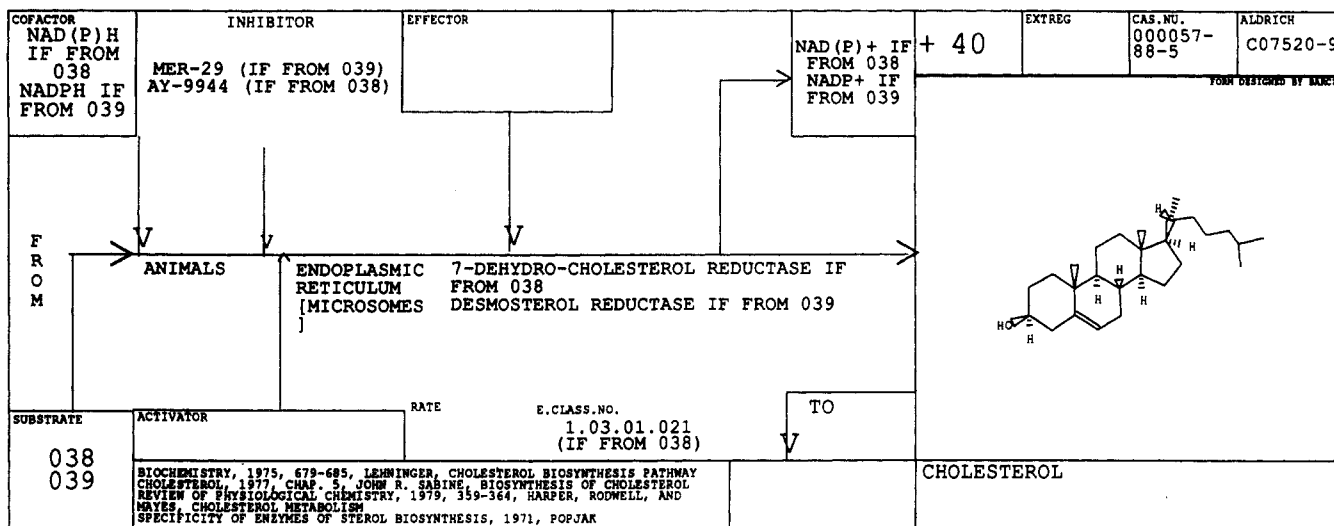 COFACTOR
NAD(P)H
IF FROM
038
NADPH IF
FROM 039
INHIBITOR
MER-29 (IF FROM 039)
AY-9944 (IF FROM 038)
EFFECTOR
NAD(P)+ IF
FROM 038
NADP+ IF
FROM 039
+ 40
EXTREG
CAS.NU.
000057-
88-5
ALDRICH
C07520-9
FORM DESIGNED BY
F
R
O
M
V
V
V
ANIMALS
ENDOPLASMIC
RETICULUM
[MICROSOMES
]
7-DEHYDRO-CHOLESTEROL REDUCTASE IF
FROM 038
DESMOSTEROL REDUCTASE IF FROM 039
H
H
H
H
H
HO
H
SUBSTRATE
038
039
ACTIVATOR
RATE
E.CLASS.NO.
1.03.01.021
(IF FROM 038)
TO
V
BIOCHEMISTRY, 1975, 679-685, LEHNINGER, CHOLESTEROL BIOSYNTHESIS PATHWAY
CHOLESTEROL, 1977, CHAP. 5, JOHN R. SABINE, BIOSYNTHESIS OF CHOLESTEROL
REVIEW OF PHYSIOLOGICAL CHEMISTRY, 1979, 359-364, HARPER, RODWELL, AND
MAYES, CHOLESTEROL METABOLISM
SPECIFICITY OF ENZYMES OF STEROL BIOSYNTHESIS, 1971, POPJAK
CHOLESTEROL